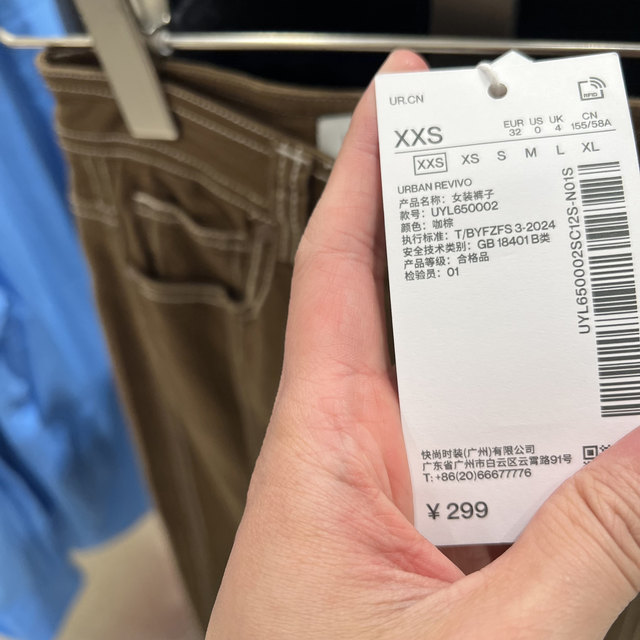 UR.CN
RFID
XXS
EUR 32 US 0 UK 4 CN 155/58A
XXS XS S M L XL
URBAN REVIVO
产品名称: 女装裤子
款号: UYL650002
颜色: 咖棕
执行标准: T/BYFZFS 3-2024
安全技术类别: GB 18401 B类
产品等级: 合格品
检验员: 01
UYL650002SC12S-N01S
快尚时装(广州)有限公司
广东省广州市白云区云霄路91号
T: +86(20)66677776
¥ 299